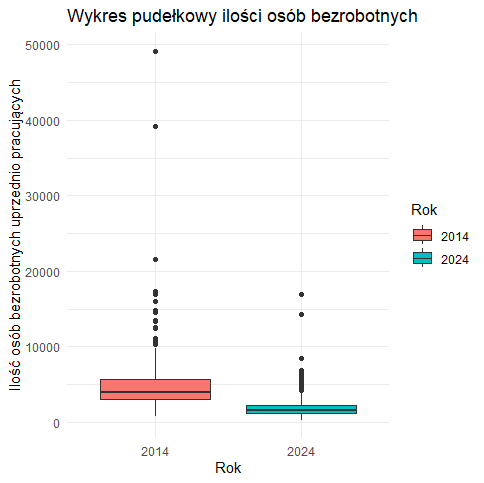 Wykres pudełkowy ilości osób bezrobotnych
Ilość osób bezrobotnych uprzednio pracujących
50000
40000
30000
20000
10000
0
2014
2024
Rok
Rok
2014
2024